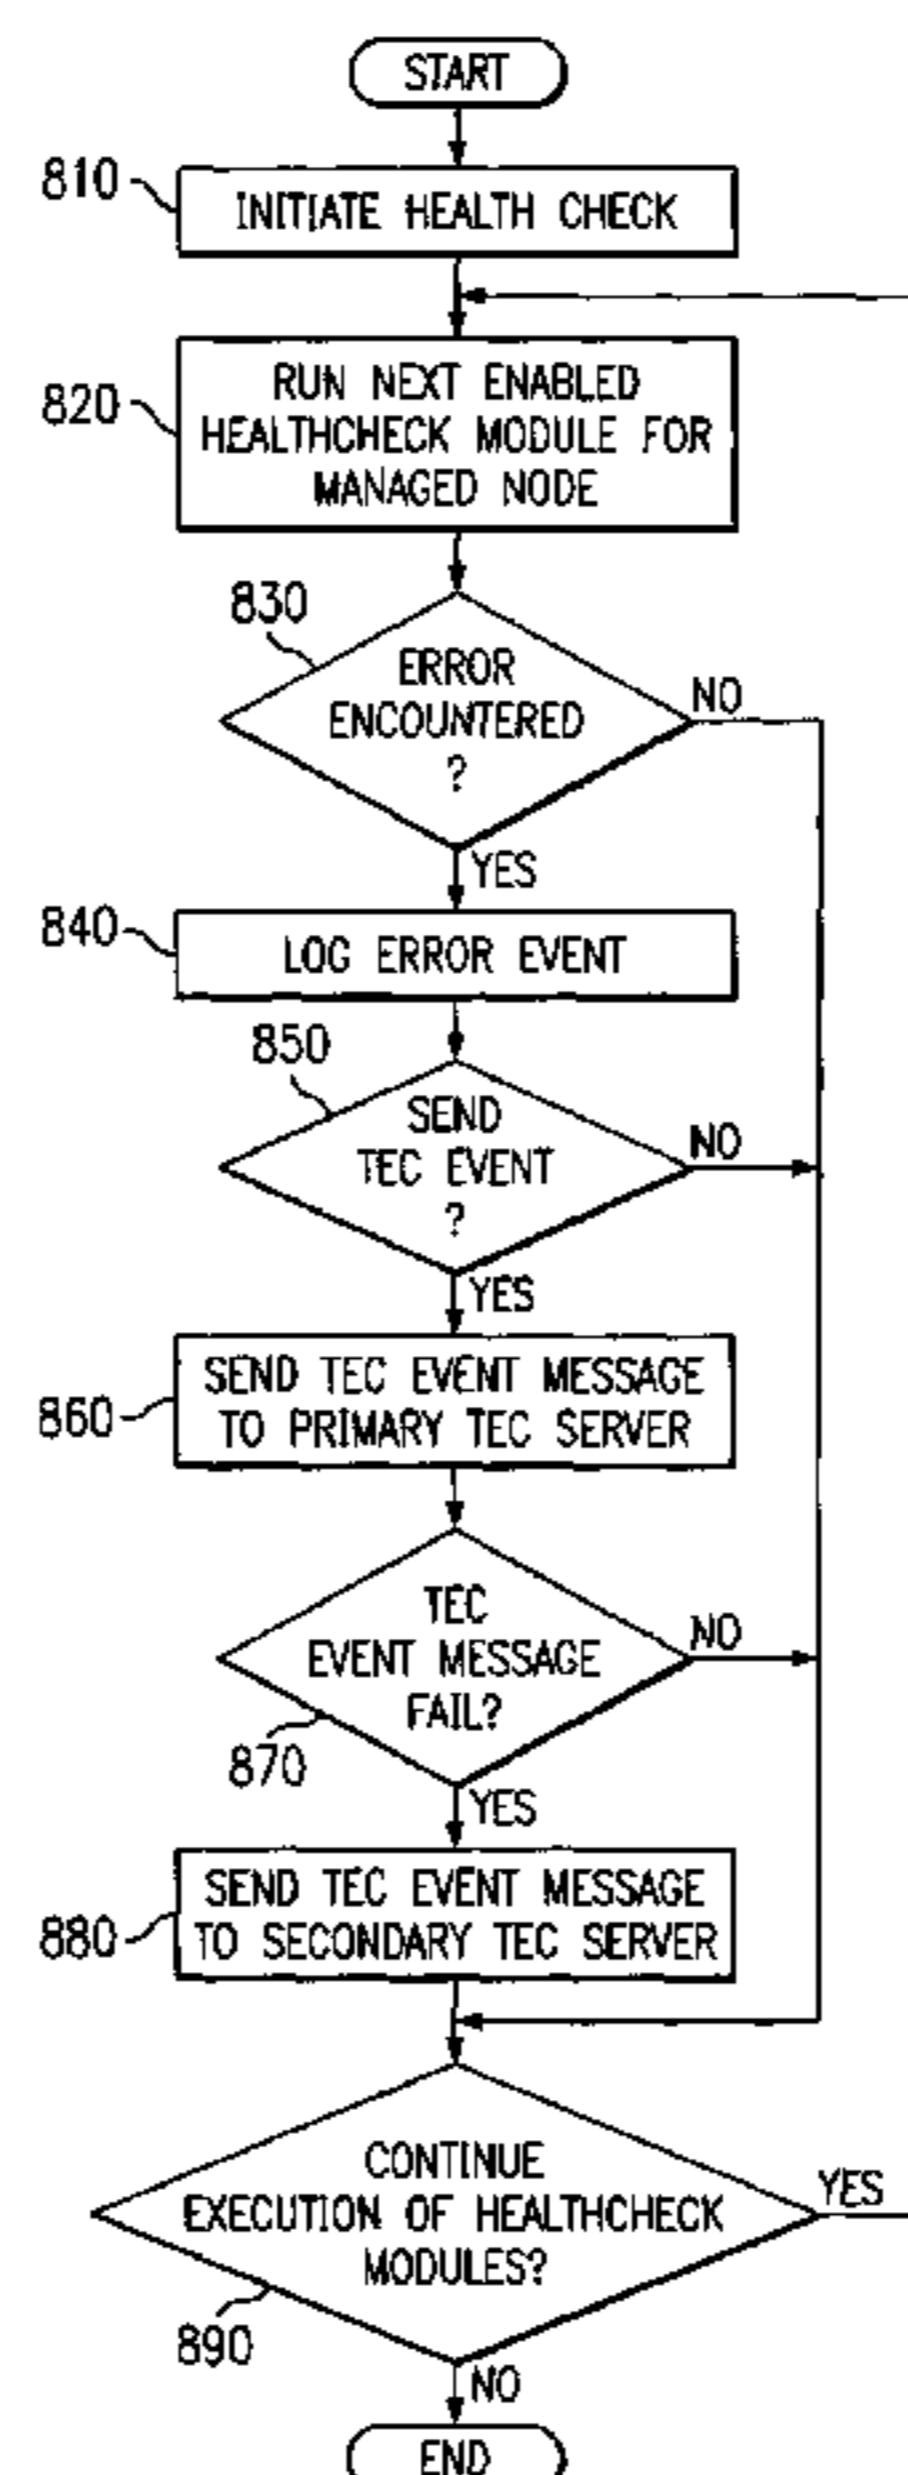 START
810
INITIATE HEALTH CHECK
820
RUN NEXT ENABLED
HEALTHCHECK MODULE FOR
MANAGED NODE
830
ERROR
ENCOUNTERED
?
NO
YES
840
LOG ERROR EVENT
850
SEND
TEC EVENT
?
NO
YES
860
SEND TEC EVENT MESSAGE
TO PRIMARY TEC SERVER
TEC
EVENT MESSAGE
FAIL?
NO
870
YES
880
SEND TEC EVENT MESSAGE
TO SECONDARY TEC SERVER
CONTINUE
EXECUTION OF HEALTHCHECK
MODULES?
YES
890
NO
END